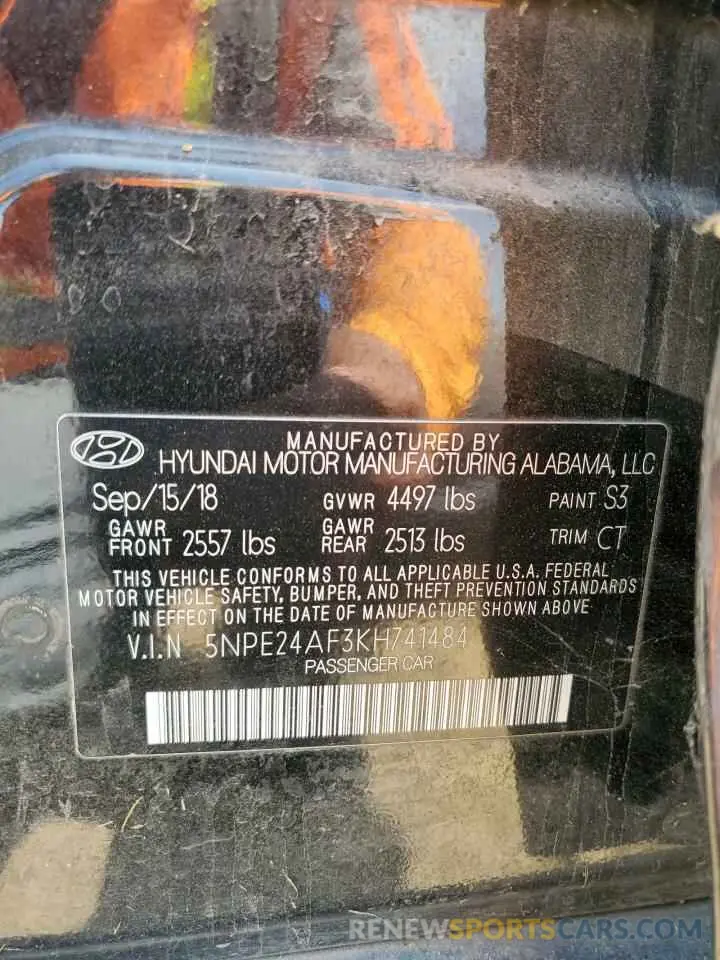 MANUFACTURED BY
HYUNDAI MOTOR MANUFACTURING ALABAMA, LLC
Sep/15/18 GVWR 4497 lbs PAINT S3
GAWR FRONT 2557 lbs GAWR REAR 2513 lbs TRIM CT
THIS VEHICLE CONFORMS TO ALL APPLICABLE U.S.A. FEDERAL
MOTOR VEHICLE SAFETY, BUMPER, AND THEFT PREVENTION STANDARDS
IN EFFECT ON THE DATE OF MANUFACTURE SHOWN ABOVE
V.I.N 5NPE24AF3KH741484
PASSENGER CAR
RENEWSPORTSCARS.COM